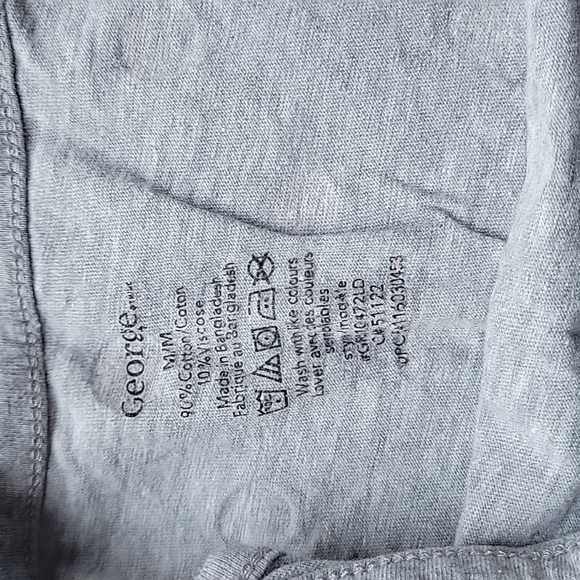 George
M/M
90% Cotton/Coton
10% Viscose
Made in Bangladesh
Fabrique au Bangladesh
Wash with like colours
Laver avec les couleurs
semblables
style/modèle
CA51122